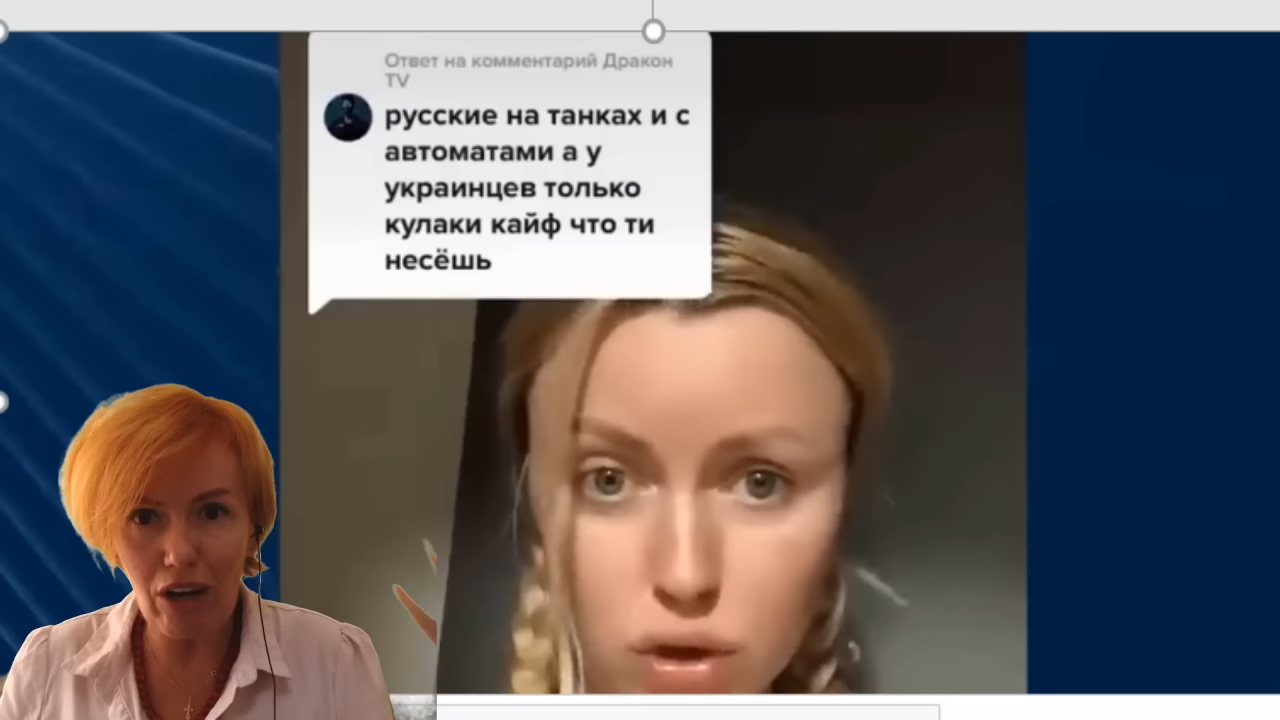 Ответ на комментарий Дракон
TV
русские на танках и с
автоматами а у
украинцев только
кулаки кайф что ти
несёшь